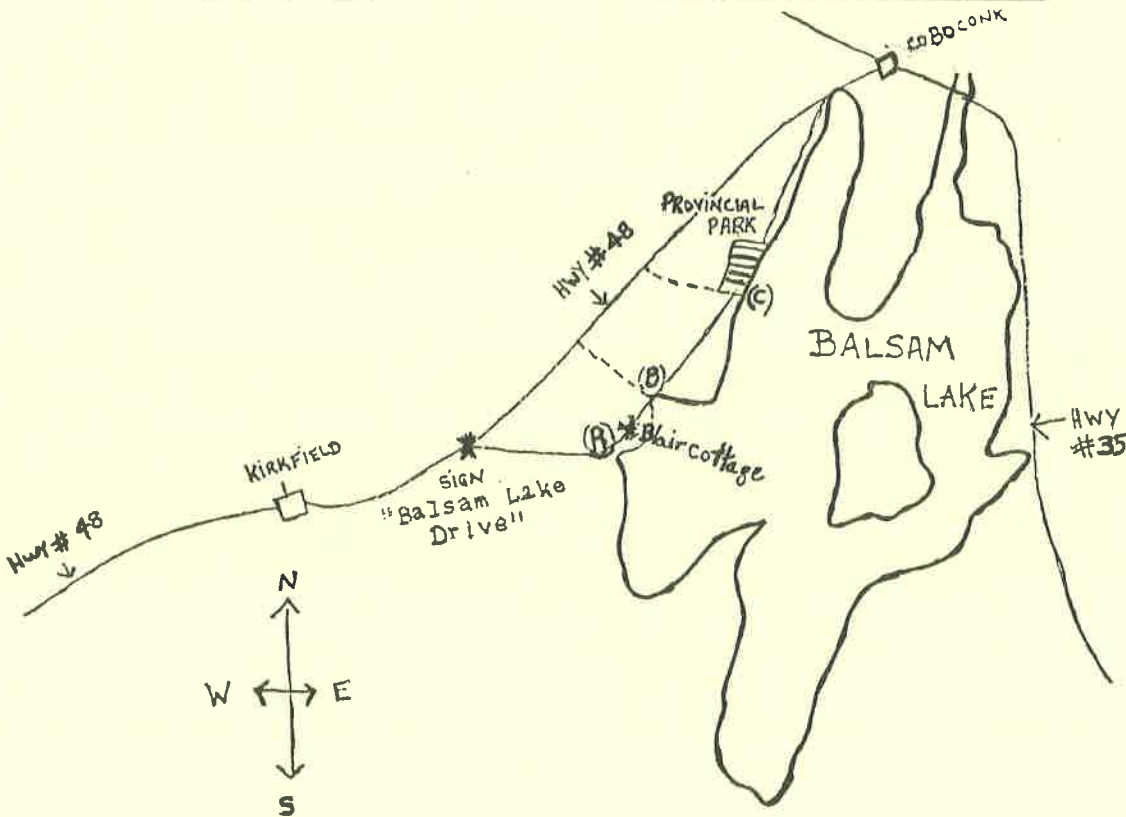 COBOCONK
PROVINCIAL
PARK
HWY #48
(C)
BALSAM
LAKE
(B)
HWY
#35
(A)
Blair cottage
KIRKFIELD
SIGN
"Balsam Lake
Drive"
HWY #48
N
W
E
S